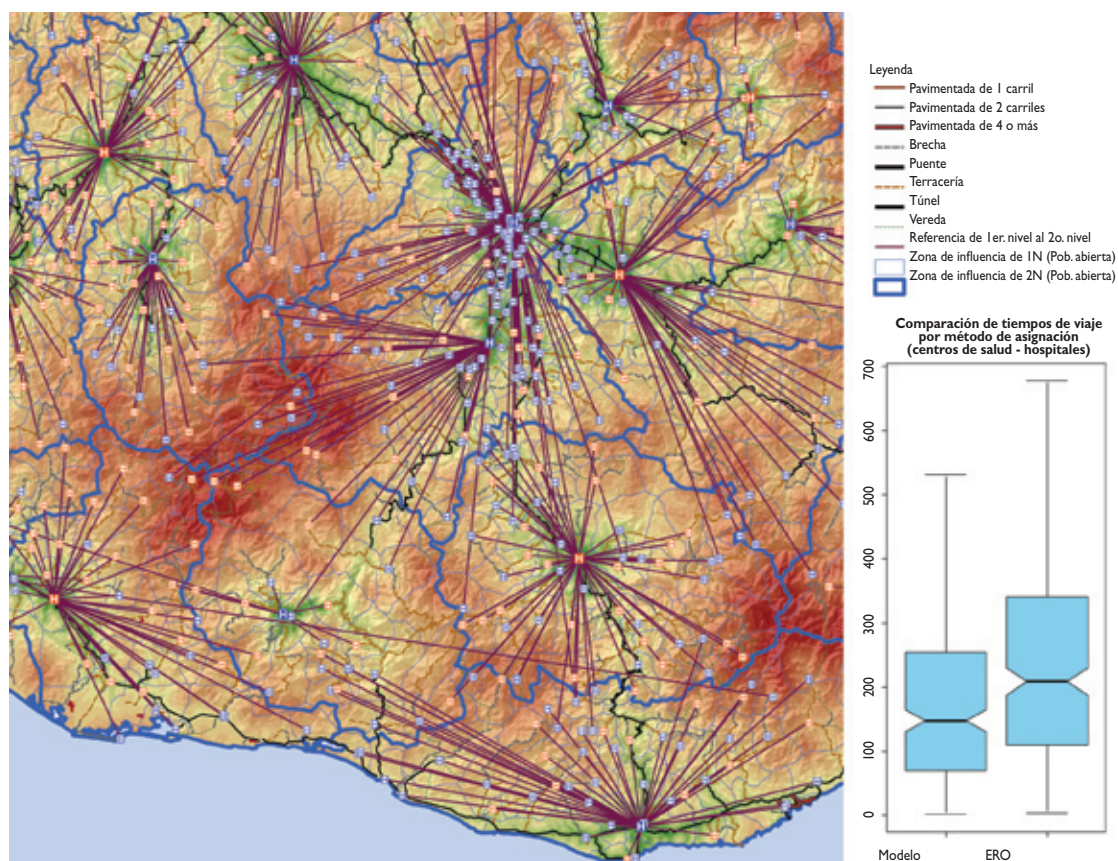 Leyenda
Pavimentada de 1 carril
Pavimentada de 2 carriles
Pavimentada de 4 o más
Brecha
Puente
Terracería
Túnel
Vereda
Referencia de 1er. nivel al 2o. nivel
Zona de influencia de 1N (Pob. abierta)
Zona de influencia de 2N (Pob. abierta)
Comparación de tiempos de viaje
por método de asignación
(centros de salud - hospitales)
700
600
500
400
300
200
100
0
Modelo ERO